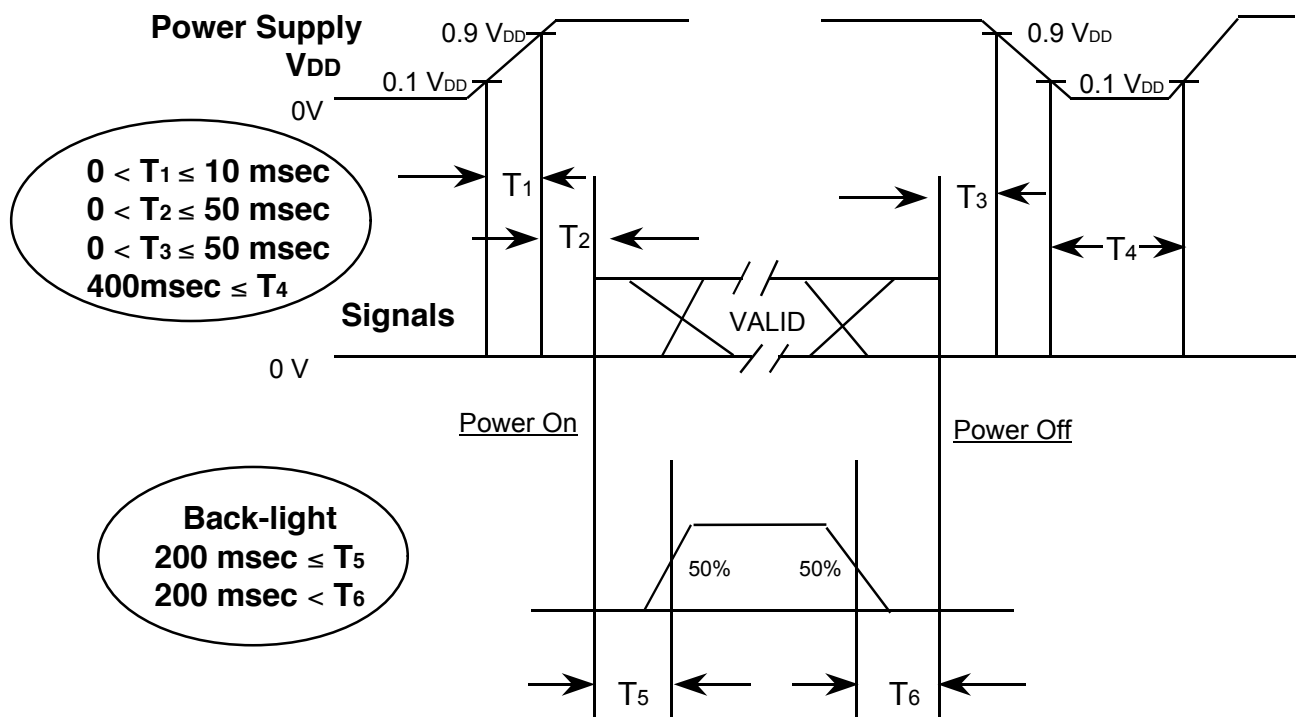 Power Supply
VDD
0.9 VDD
0.1 VDD
0V
0.9 VDD
0.1 VDD
0 < T1 ≤ 10 msec
0 < T2 ≤ 50 msec
0 < T3 ≤ 50 msec
400msec ≤ T4
T1
T2
T3
T4
Signals
VALID
0 V
Power On
Power Off
Back-light
200 msec ≤ T5
200 msec < T6
50%
50%
T5
T6